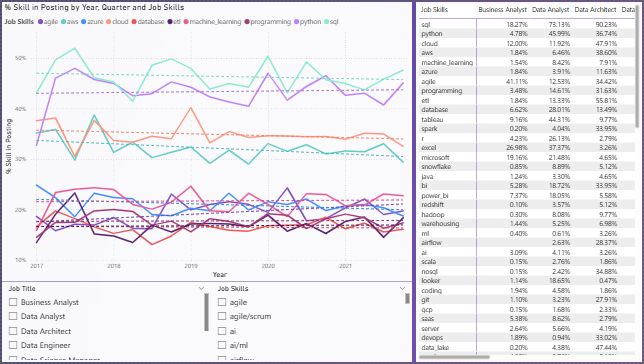 % Skill in Posting by Year, Quarter and Job Skills
Job Skills agile aws azure cloud database etl machine_learning programming python sql
% Skill in Posting
50%
40%
30%
20%
10%
2017 2018 2019 2020 2021
Year
Job Title
Business Analyst
Data Analyst
Data Architect
Data Engineer
Data Science Manager
Job Skills
agile
agile/scrum
ai
ai/ml
airflow
Job Skills Business Analyst Data Analyst Data Architect Data
sql 18.27% 73.13% 90.23%
python 4.78% 45.99% 36.74%
cloud 12.00% 11.92% 47.91%
aws 1.84% 6.46% 38.60%
machine_learning 1.54% 8.42% 7.91%
azure 1.84% 3.91% 11.63%
agile 41.11% 12.53% 34.42%
programming 3.48% 14.61% 31.63%
etl 1.84% 13.33% 55.81%
database 6.62% 28.01% 13.49%
tableau 9.16% 44.31% 9.77%
spark 0.20% 4.04% 33.95%
r 4.23% 26.13% 2.79%
excel 26.98% 37.37% 3.26%
microsoft 19.16% 21.48% 4.65%
snowflake 0.85% 8.89% 5.12%
java 1.24% 3.30% 4.65%
bi 5.28% 18.72% 33.95%
power_bi 7.37% 18.05% 5.58%
redshift 0.10% 3.57% 5.12%
hadoop 0.30% 8.08% 9.77%
warehousing 1.44% 5.25% 6.98%
ml 0.40% 0.61% 3.26%
airflow 2.63% 28.37%
ai 3.09% 4.11% 3.26%
scala 0.15% 2.76% 1.86%
nosql 0.15% 2.42% 34.88%
looker 1.14% 18.65% 0.47%
coding 1.94% 4.58% 1.86%
git 1.10% 3.23% 27.91%
gcp 0.15% 1.68% 2.33%
saas 5.38% 8.62% 2.79%
server 2.64% 5.66% 4.19%
devops 1.89% 0.94% 33.02%
data_lake 0.20% 4.38% 47.44%